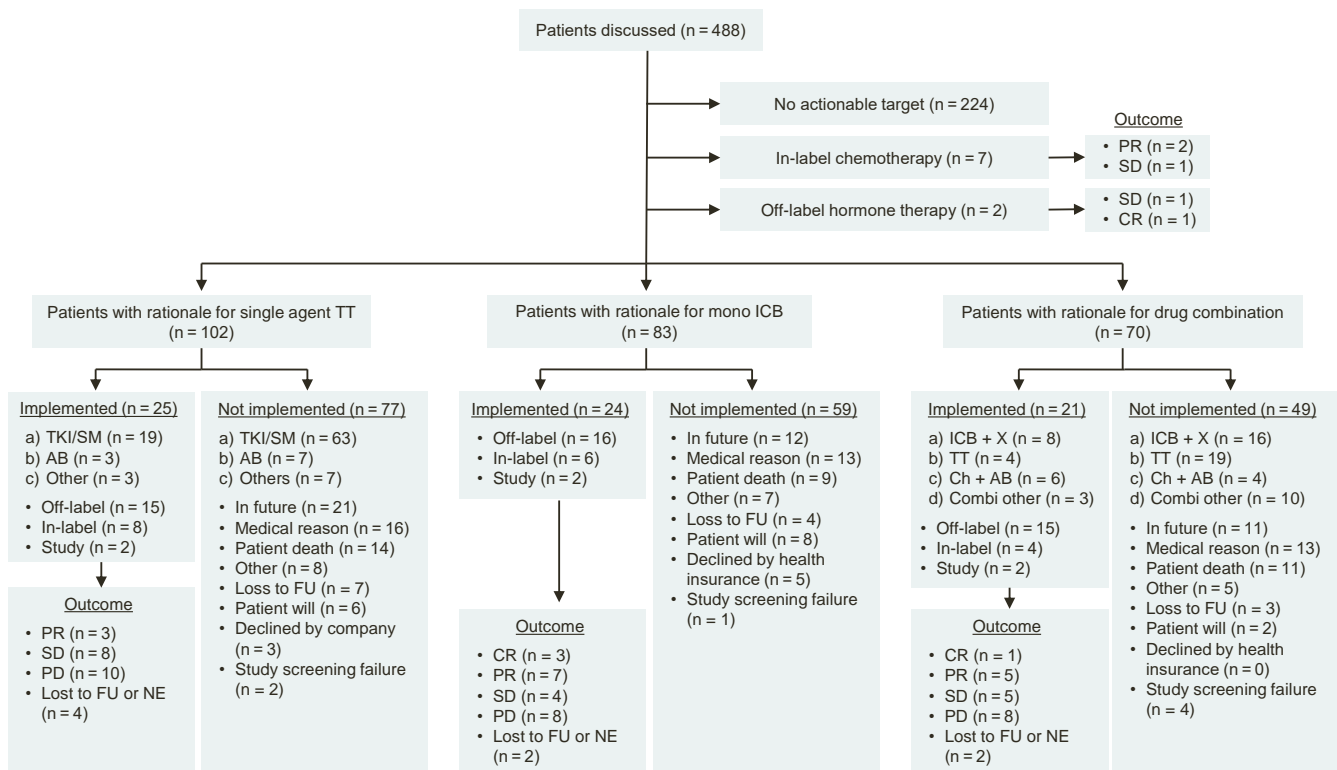 Patients discussed (n = 488)
No actionable target (n = 224)
In-label chemotherapy (n = 7)
Off-label hormone therapy (n = 2)
Outcome
• PR (n = 2)
• SD (n = 1)
• SD (n = 1)
• CR (n = 1)
Patients with rationale for single agent TT
(n = 102)
Patients with rationale for mono ICB
(n = 83)
Patients with rationale for drug combination
(n = 70)
Implemented (n = 25)
a) TKI/SM (n = 19)
b) AB (n = 3)
c) Other (n = 3)
• Off-label (n = 15)
• In-label (n = 8)
• Study (n = 2)
Outcome
• PR (n = 3)
• SD (n = 8)
• PD (n = 10)
• Lost to FU or NE
(n = 4)
Not implemented (n = 77)
a) TKI/SM (n = 63)
b) AB (n = 7)
c) Others (n = 7)
• In future (n = 21)
• Medical reason (n = 16)
• Patient death (n = 14)
• Other (n = 8)
• Loss to FU (n = 7)
• Patient will (n = 6)
• Declined by company
(n = 3)
• Study screening failure
(n = 2)
Implemented (n = 24)
• Off-label (n = 16)
• In-label (n = 6)
• Study (n = 2)
Outcome
• CR (n = 3)
• PR (n = 7)
• SD (n = 4)
• PD (n = 8)
• Lost to FU or NE
(n = 2)
Not implemented (n = 59)
• In future (n = 12)
• Medical reason (n = 13)
• Patient death (n = 9)
• Other (n = 7)
• Loss to FU (n = 4)
• Patient will (n = 8)
• Declined by health
insurance (n = 5)
• Study screening failure
(n = 1)
Implemented (n = 21)
a) ICB + X (n = 8)
b) TT (n = 4)
c) Ch + AB (n = 6)
d) Combi other (n = 3)
• Off-label (n = 15)
• In-label (n = 4)
• Study (n = 2)
Outcome
• CR (n = 1)
• PR (n = 5)
• SD (n = 5)
• PD (n = 8)
• Lost to FU or NE
(n = 2)
Not implemented (n = 49)
a) ICB + X (n = 16)
b) TT (n = 19)
c) Ch + AB (n = 4)
d) Combi other (n = 10)
• In future (n = 11)
• Medical reason (n = 13)
• Patient death (n = 11)
• Other (n = 5)
• Loss to FU (n = 3)
• Patient will (n = 2)
• Declined by health
insurance (n = 0)
• Study screening failure
(n = 4)